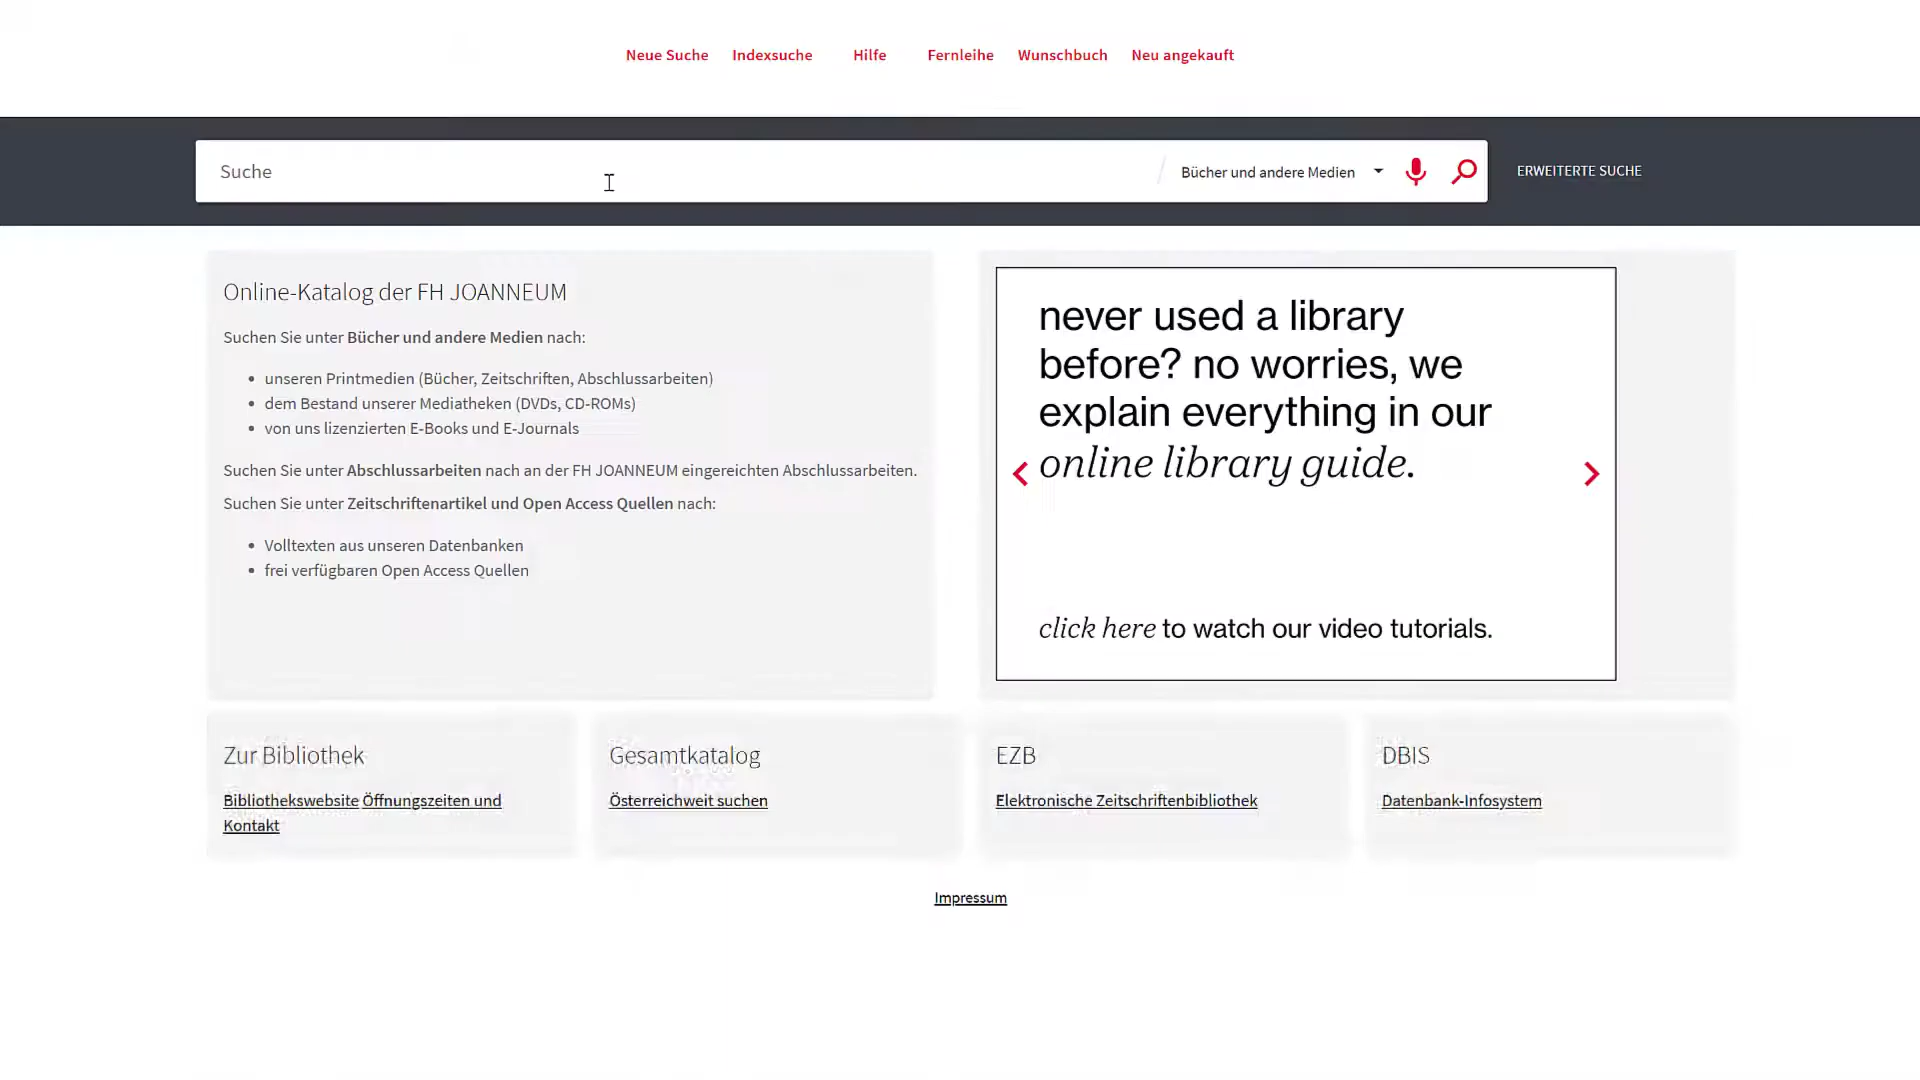 Neue Suche Indexsuche Hilfe Fernleihe Wunschbuch Neu angekauft
Suche
Bücher und andere Medien
ERWEITERTE SUCHE
Online-Katalog der FH JOANNEUM
Suchen Sie unter Bücher und andere Medien nach:
unseren Printmedien (Bücher, Zeitschriften, Abschlussarbeiten)
dem Bestand unserer Mediatheken (DVDs, CD-ROMs)
von uns lizenzierten E-Books und E-Journals
Suchen Sie unter Abschlussarbeiten nach an der FH JOANNEUM eingereichten Abschlussarbeiten.
Suchen Sie unter Zeitschriftenartikel und Open Access Quellen nach:
Volltexten aus unseren Datenbanken
frei verfügbaren Open Access Quellen
never used a library
before? no worries, we
explain everything in our
online library guide.
click here to watch our video tutorials.
Zur Bibliothek
Bibliothekswebsite Öffnungszeiten und
Kontakt
Gesamtkatalog
Österreichweit suchen
EZB
Elektronische Zeitschriftenbibliothek
DBIS
Datenbank-Infosystem
Impressum